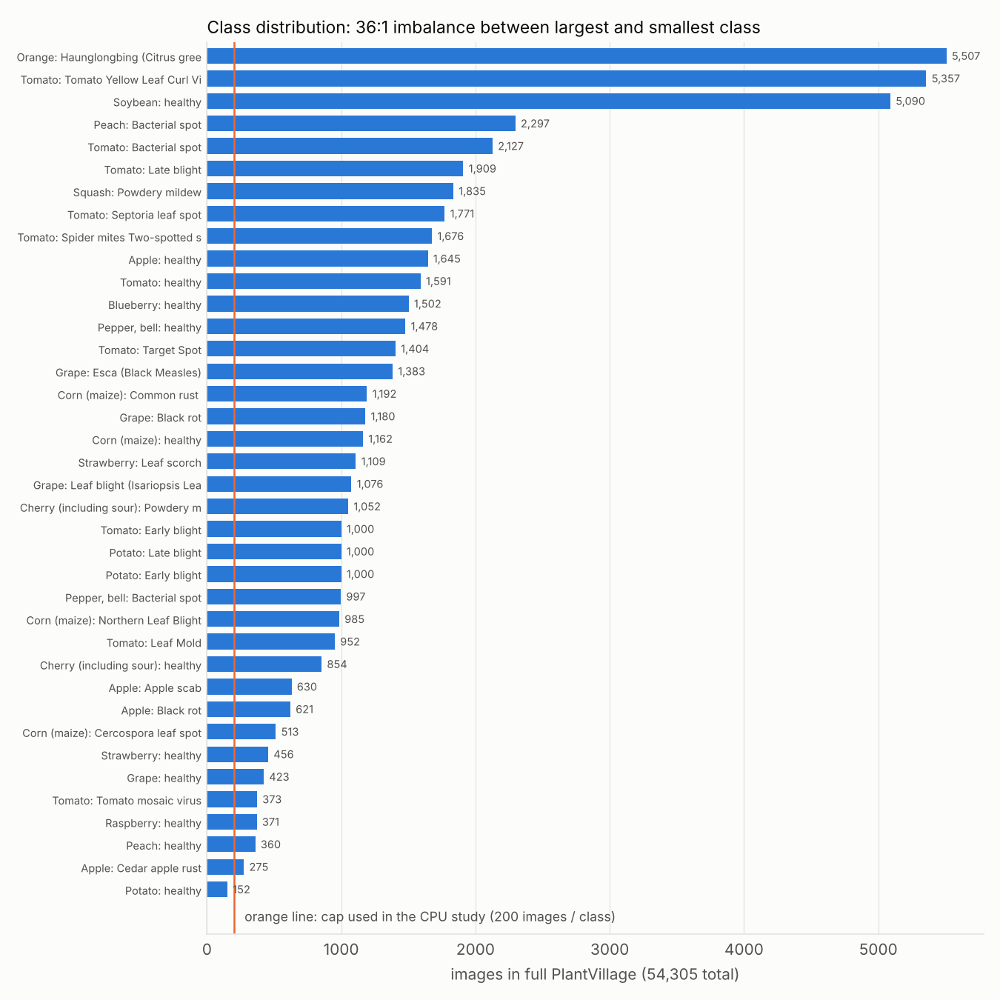 Class distribution: 36:1 imbalance between largest and smallest class
Orange: Haunglongbing (Citrus gree 5,507
Tomato: Tomato Yellow Leaf Curl Vi 5,357
Soybean: healthy 5,090
Peach: Bacterial spot 2,297
Tomato: Bacterial spot 2,127
Tomato: Late blight 1,909
Squash: Powdery mildew 1,835
Tomato: Septoria leaf spot 1,771
Tomato: Spider mites Two-spotted s 1,676
Apple: healthy 1,645
Tomato: healthy 1,591
Blueberry: healthy 1,502
Pepper, bell: healthy 1,478
Tomato: Target Spot 1,404
Grape: Esca (Black Measles) 1,383
Corn (maize): Common rust 1,192
Grape: Black rot 1,180
Corn (maize): healthy 1,162
Strawberry: Leaf scorch 1,109
Grape: Leaf blight (Isariopsis Lea 1,076
Cherry (including sour): Powdery m 1,052
Tomato: Early blight 1,000
Potato: Late blight 1,000
Potato: Early blight 1,000
Pepper, bell: Bacterial spot 997
Corn (maize): Northern Leaf Blight 985
Tomato: Leaf Mold 952
Cherry (including sour): healthy 854
Apple: Apple scab 630
Apple: Black rot 621
Corn (maize): Cercospora leaf spot 513
Strawberry: healthy 456
Grape: healthy 423
Tomato: Tomato mosaic virus 373
Raspberry: healthy 371
Peach: healthy 360
Apple: Cedar apple rust 275
Potato: healthy 152
orange line: cap used in the CPU study (200 images / class)
0 1000 2000 3000 4000 5000
images in full PlantVillage (54,305 total)